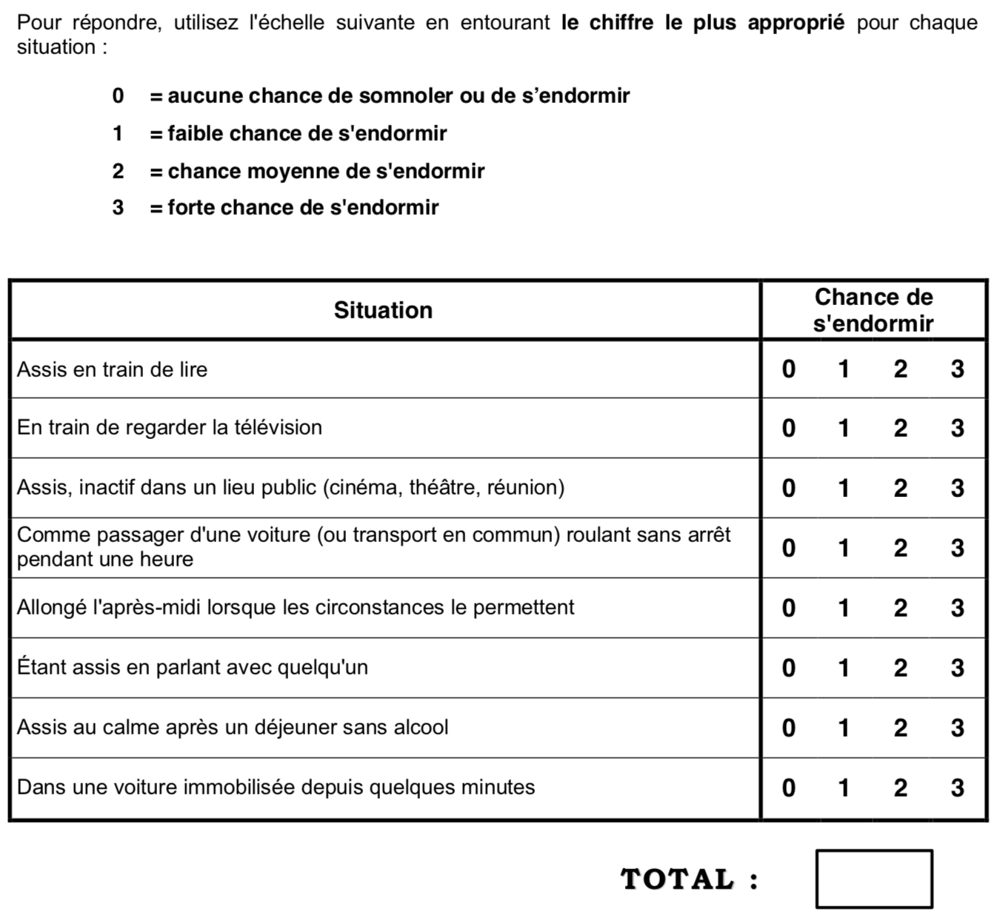 Pour répondre, utilisez l'échelle suivante en entourant le chiffre le plus approprié pour chaque
situation :
0 = aucune chance de somnoler ou de s’endormir
1 = faible chance de s'endormir
2 = chance moyenne de s'endormir
3 = forte chance de s'endormir
Situation
Chance de
s'endormir
Assis en train de lire 0 1 2 3
En train de regarder la télévision 0 1 2 3
Assis, inactif dans un lieu public (cinéma, théâtre, réunion) 0 1 2 3
Comme passager d'une voiture (ou transport en commun) roulant sans arrêt
pendant une heure
0 1 2 3
Allongé l'après-midi lorsque les circonstances le permettent 0 1 2 3
Étant assis en parlant avec quelqu'un 0 1 2 3
Assis au calme après un déjeuner sans alcool 0 1 2 3
Dans une voiture immobilisée depuis quelques minutes 0 1 2 3
TOTAL :